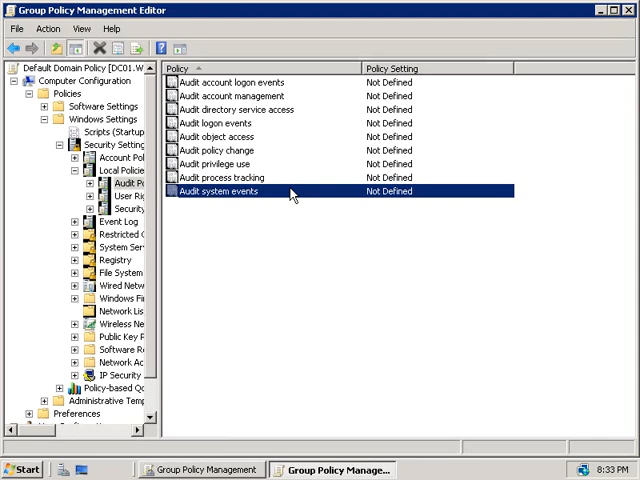 Group Policy Management Editor
File Action View Help
Default Domain Policy [DC01.W
Computer Configuration
Policies
Software Settings
Windows Settings
Scripts (Startup
Security Setting
Account Pol
Local Policie
Audit Po
User Rig
Security
Event Log
Restricted
System Ser
Registry
File System
Wired Netw
Windows Fir
Network Lis
Wireless Ne
Public Key P
Software Re
Network Ac
IP Security
Policy-based Qo
Administrative Temp
Preferences
Policy Policy Setting
Audit account logon events Not Defined
Audit account management Not Defined
Audit directory service access Not Defined
Audit logon events Not Defined
Audit object access Not Defined
Audit policy change Not Defined
Audit privilege use Not Defined
Audit process tracking Not Defined
Audit system events Not Defined
Start Group Policy Management Group Policy Manage... 8:33 PM